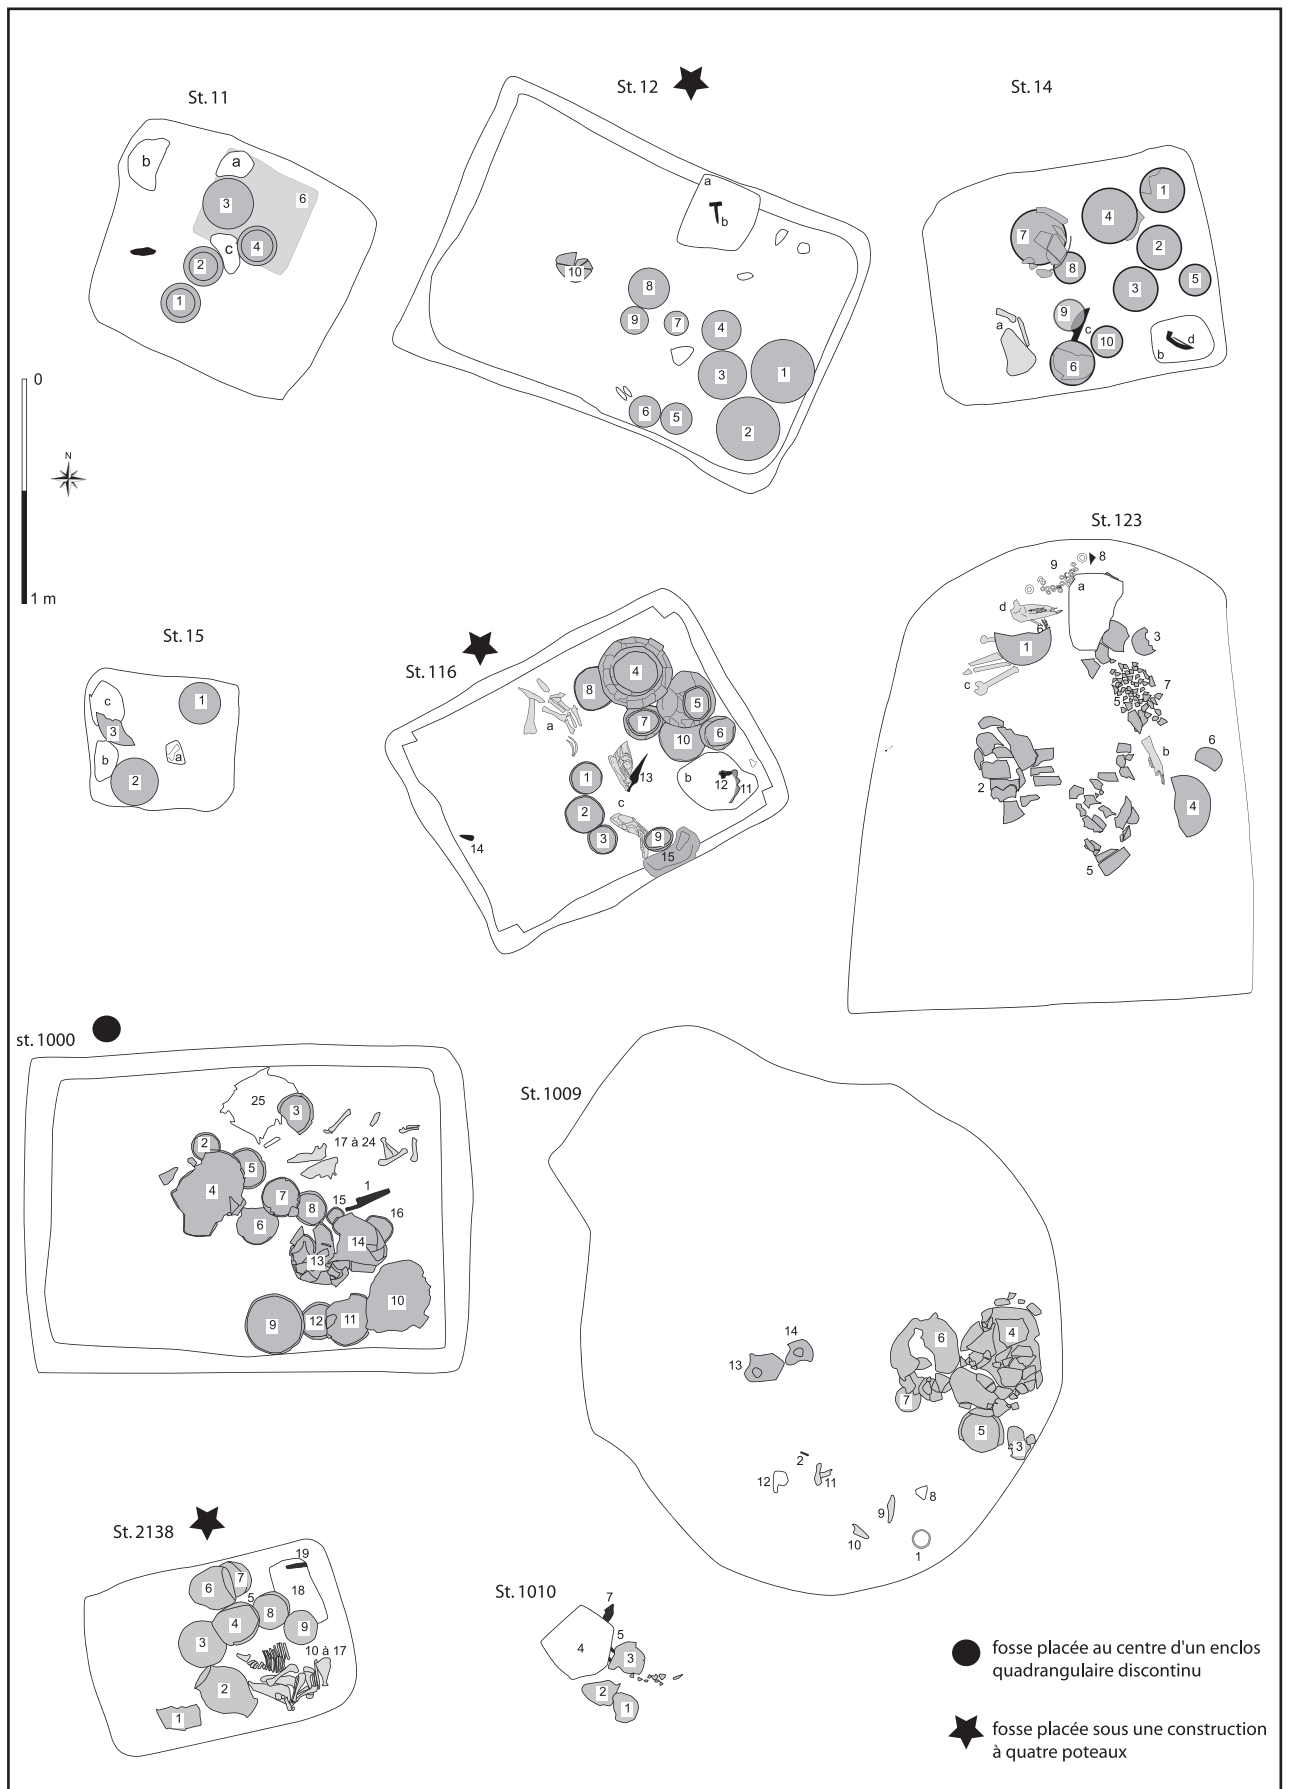 St. 11
b
a
3
6
c
4
2
1
St. 12
a
b
10
8
9
7
4
3
1
6
5
2
St. 14
1
4
7
2
8
5
3
9
a
c
10
d
b
6
0
N
1 m
St. 15
1
c
3
b
a
2
St. 116
4
8
5
7
a
6
10
13
b
12
11
1
c
2
3
9
14
15
St. 123
8
9
a
d
6
3
1
c
7
5
6
b
2
4
5
st. 1000
25
3
2
17 à 24
5
4
7
1
15
8
16
6
14
13
10
9
12
11
St. 1009
14
6
4
13
7
5
3
2
12
11
8
9
10
1
St. 2138
19
7
6
18
5
8
4
9
3
10 à 17
2
1
St. 1010
7
5
4
3
2
1
fosse placée au centre d'un enclos
quadrangulaire discontinu
fosse placée sous une construction
à quatre poteaux